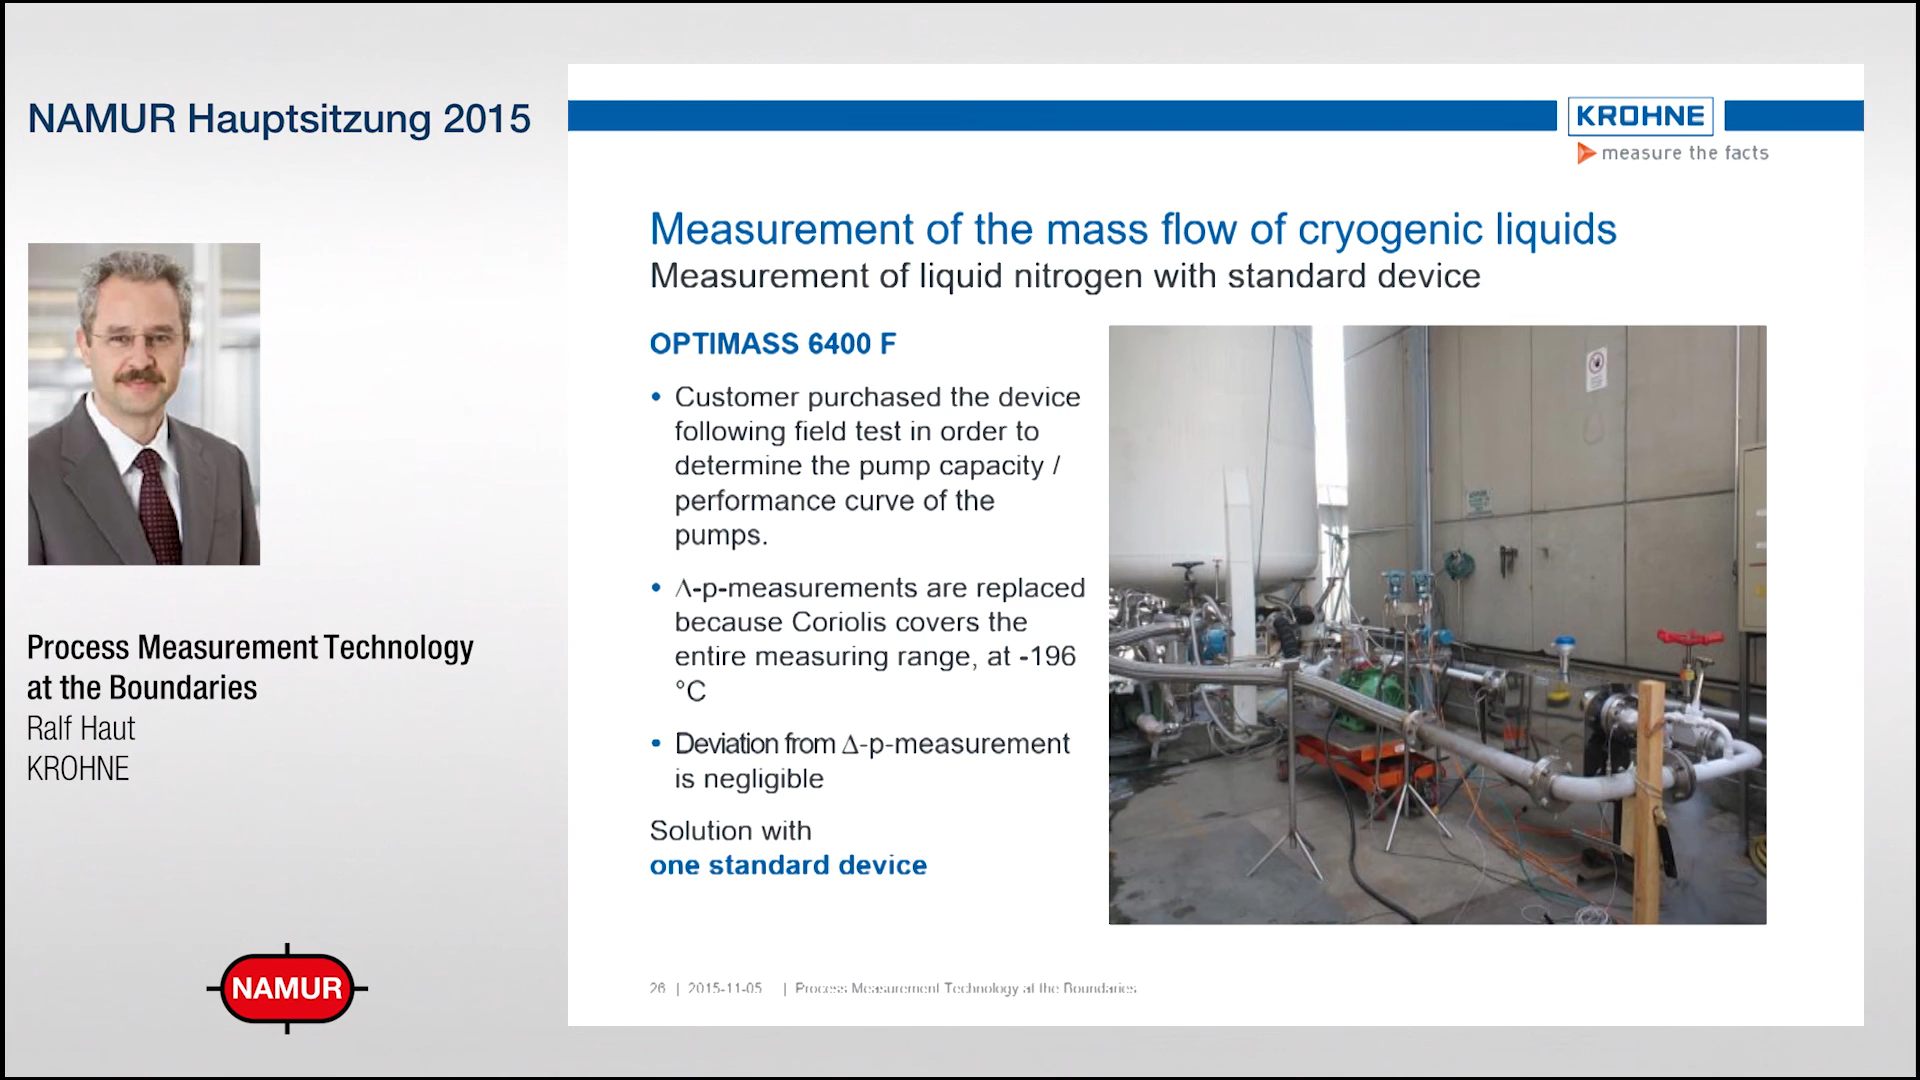 NAMUR Hauptsitzung 2015
Process Measurement Technology
at the Boundaries
Ralf Haut
KROHNE
NAMUR
KROHNE
measure the facts
Measurement of the mass flow of cryogenic liquids
Measurement of liquid nitrogen with standard device
OPTIMASS 6400 F
• Customer purchased the device
following field test in order to
determine the pump capacity /
performance curve of the
pumps.
• Δ-p-measurements are replaced
because Coriolis covers the
entire measuring range, at -196
°C
• Deviation from Δ-p-measurement
is negligible
Solution with
one standard device
26 | 2015-11-05 | Process Measurement Technology at the Boundaries